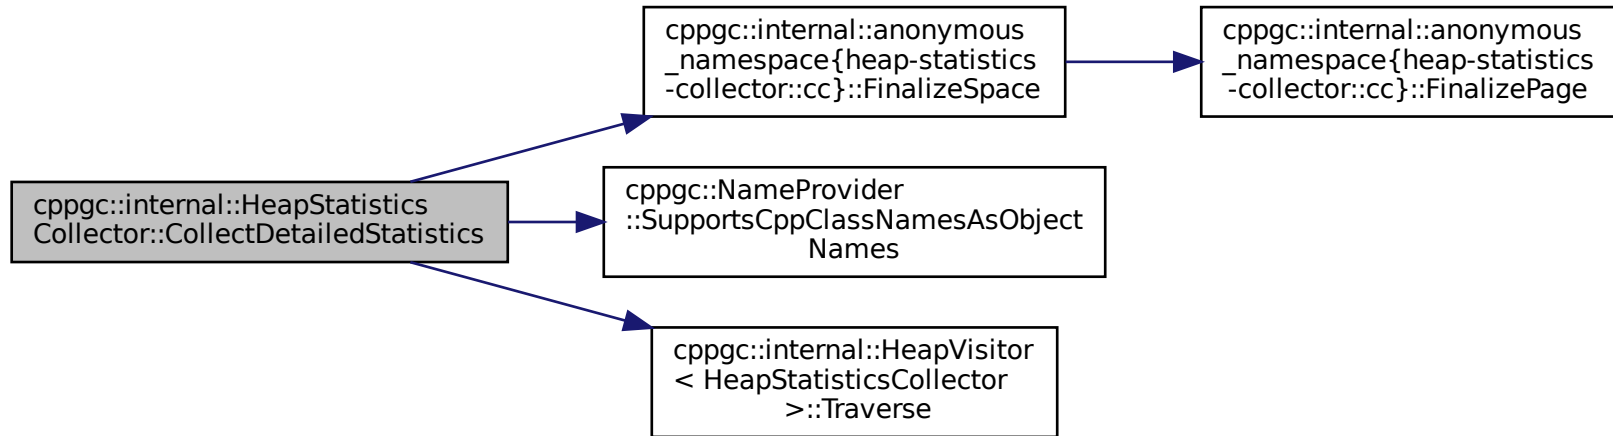 cppgc::internal::anonymous
_namespace{heap-statistics
-collector::cc}::FinalizeSpace
cppgc::internal::anonymous
_namespace{heap-statistics
-collector::cc}::FinalizePage
cppgc::internal::HeapStatistics
Collector::CollectDetailedStatistics
cppgc::NameProvider
::SupportsCppClassNamesAsObject
Names
cppgc::internal::HeapVisitor
< HeapStatisticsCollector
>::Traverse